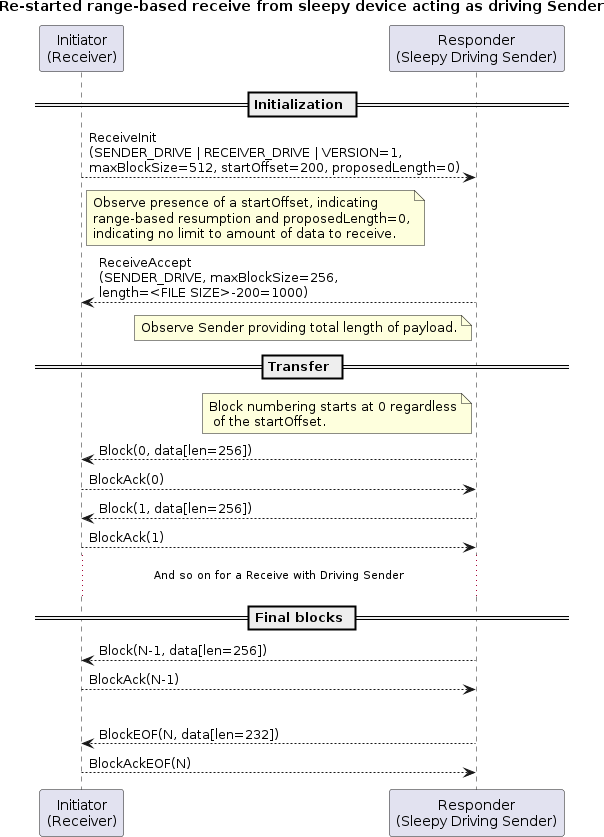 Re-started range-based receive from sleepy device acting as driving Sender
Initiator
(Receiver)
Responder
(Sleepy Driving Sender)
Initialization
ReceiveInit
(SENDER_DRIVE | RECEIVER_DRIVE | VERSION=1,
maxBlockSize=512, startOffset=200, proposedLength=0)
Observe presence of a startOffset, indicating
range-based resumption and proposedLength=0,
indicating no limit to amount of data to receive.
ReceiveAccept
(SENDER_DRIVE, maxBlockSize=256,
length=<FILE SIZE>-200=1000)
Observe Sender providing total length of payload.
Transfer
Block numbering starts at 0 regardless
of the startOffset.
Block(0, data[len=256])
BlockAck(0)
Block(1, data[len=256])
BlockAck(1)
And so on for a Receive with Driving Sender
Final blocks
Block(N-1, data[len=256])
BlockAck(N-1)
BlockEOF(N, data[len=232])
BlockAckEOF(N)
Initiator
(Receiver)
Responder
(Sleepy Driving Sender)